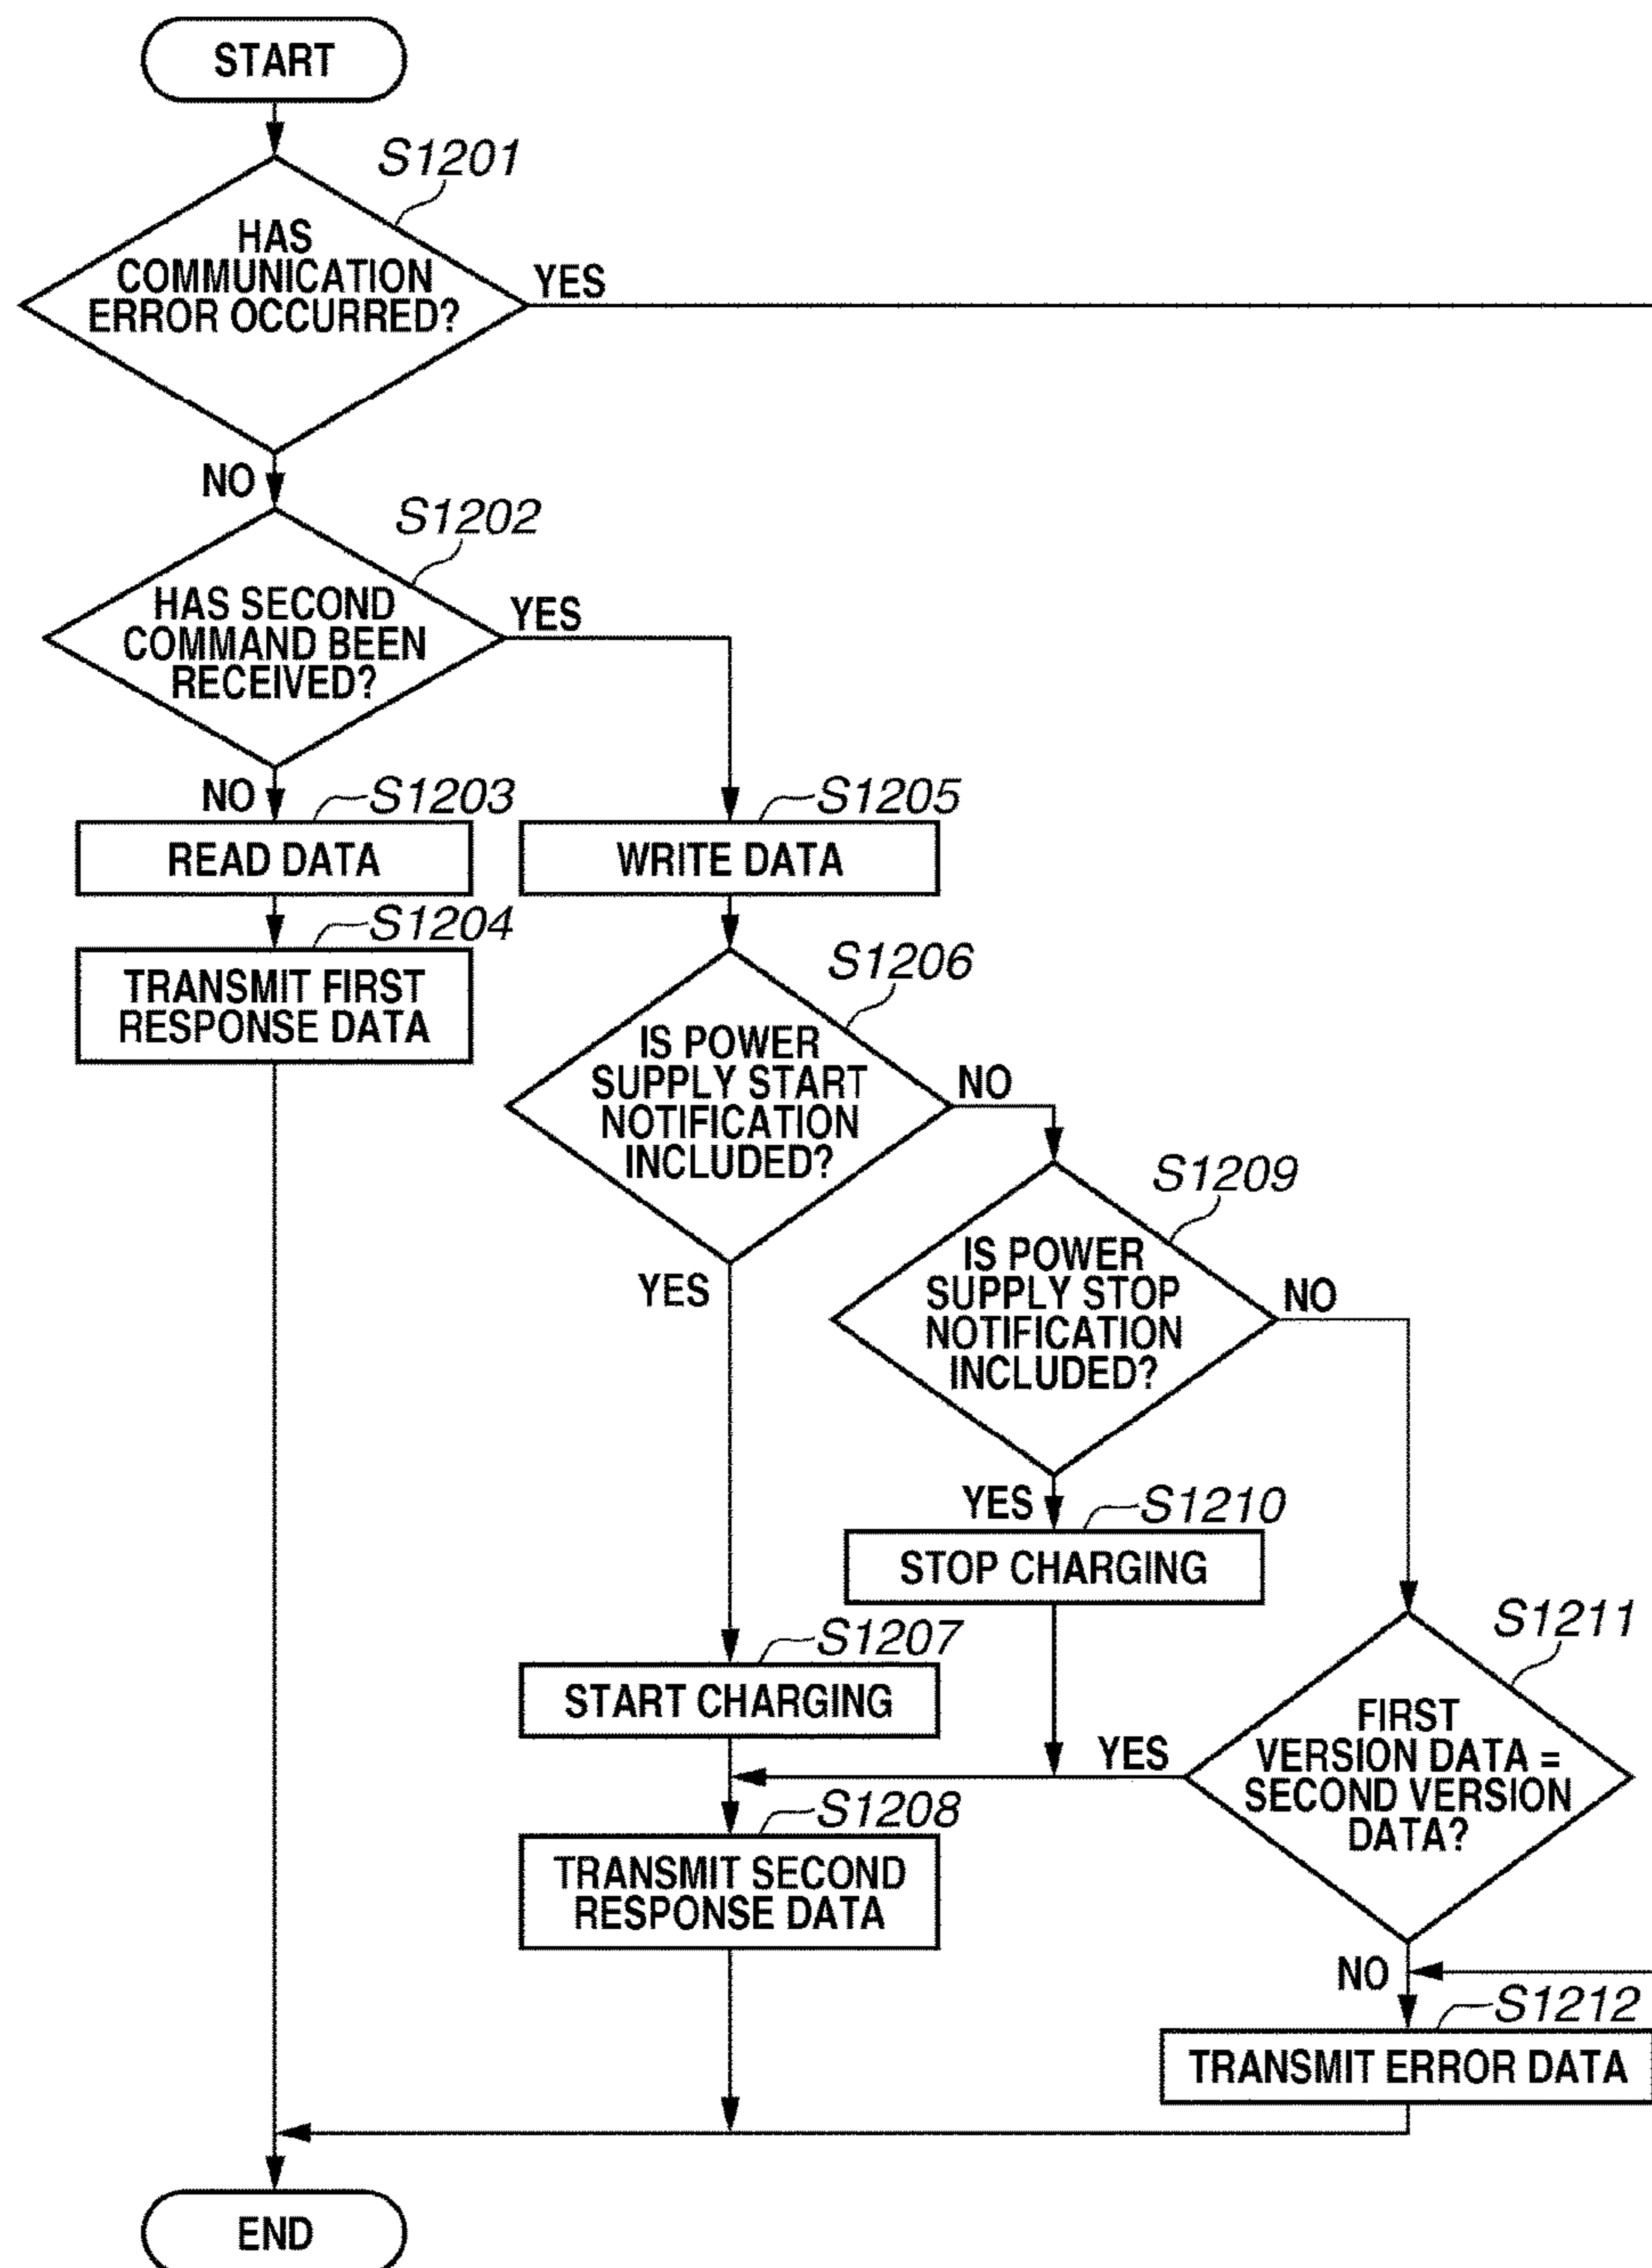 START
S1201
HAS
COMMUNICATION
ERROR OCCURRED?
YES
NO
S1202
HAS SECOND
COMMAND BEEN
RECEIVED?
YES
NO
S1203
READ DATA
S1205
WRITE DATA
S1204
TRANSMIT FIRST
RESPONSE DATA
S1206
IS POWER
SUPPLY START
NOTIFICATION
INCLUDED?
NO
YES
S1209
IS POWER
SUPPLY STOP
NOTIFICATION
INCLUDED?
NO
YES
S1210
STOP CHARGING
S1207
START CHARGING
S1211
FIRST
VERSION DATA =
SECOND VERSION
DATA?
YES
NO
S1208
TRANSMIT SECOND
RESPONSE DATA
S1212
TRANSMIT ERROR DATA
END